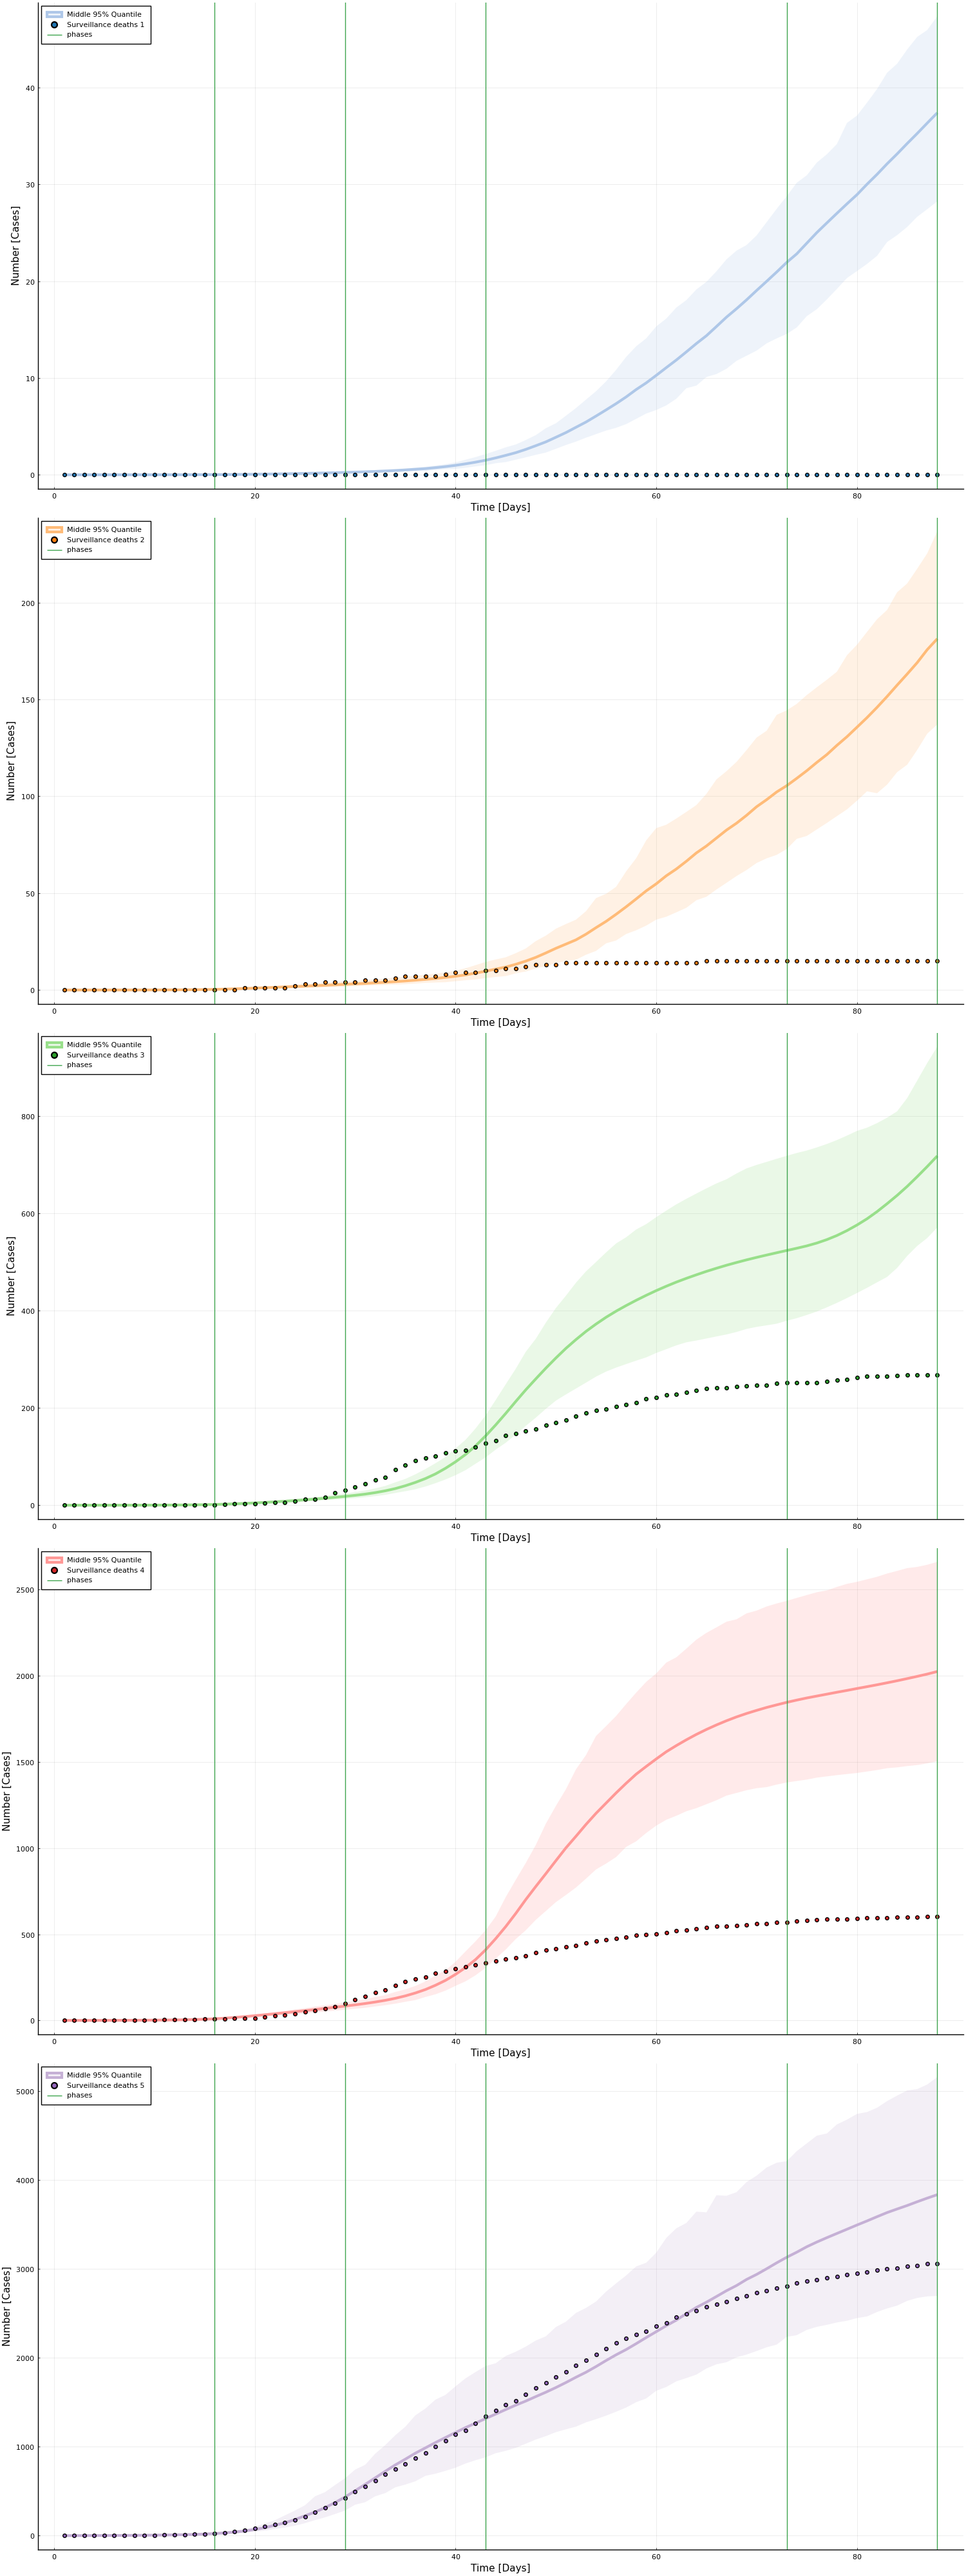 Middle 95% Quantile
Surveillance deaths 1
phases
Number [Cases]
40
30
20
10
0
0 20 40 60 80
Time [Days]
Middle 95% Quantile
Surveillance deaths 2
phases
Number [Cases]
200
150
100
50
0
0 20 40 60 80
Time [Days]
Middle 95% Quantile
Surveillance deaths 3
phases
Number [Cases]
800
600
400
200
0
0 20 40 60 80
Time [Days]
Middle 95% Quantile
Surveillance deaths 4
phases
Number [Cases]
2500
2000
1500
1000
500
0
0 20 40 60 80
Time [Days]
Middle 95% Quantile
Surveillance deaths 5
phases
Number [Cases]
5000
4000
3000
2000
1000
0
0 20 40 60 80
Time [Days]